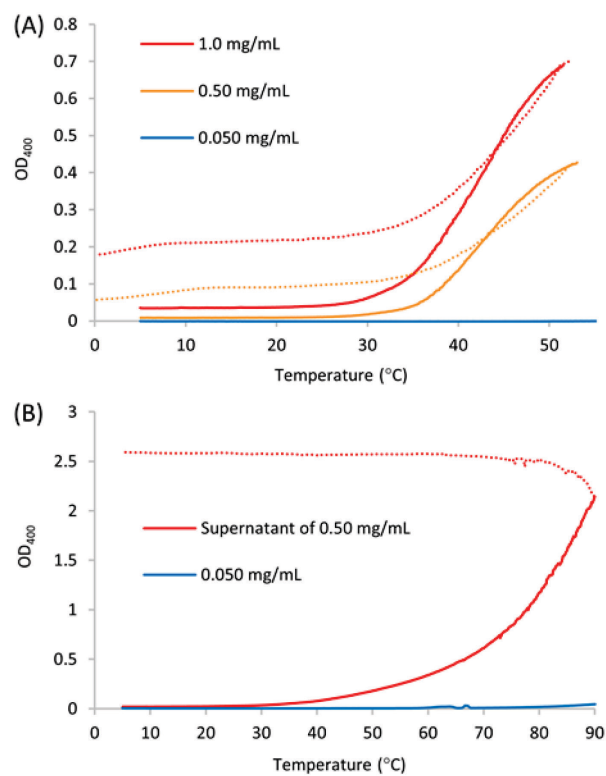 (A)
0.8
0.7
0.6
0.5
0.4
0.3
0.2
0.1
0
OD400
1.0 mg/mL
0.50 mg/mL
0.050 mg/mL
0 10 20 30 40 50
Temperature (°C)
(B)
3
2.5
2
1.5
1
0.5
0
OD400
Supernatant of 0.50 mg/mL
0.050 mg/mL
0 10 20 30 40 50 60 70 80 90
Temperature (°C)